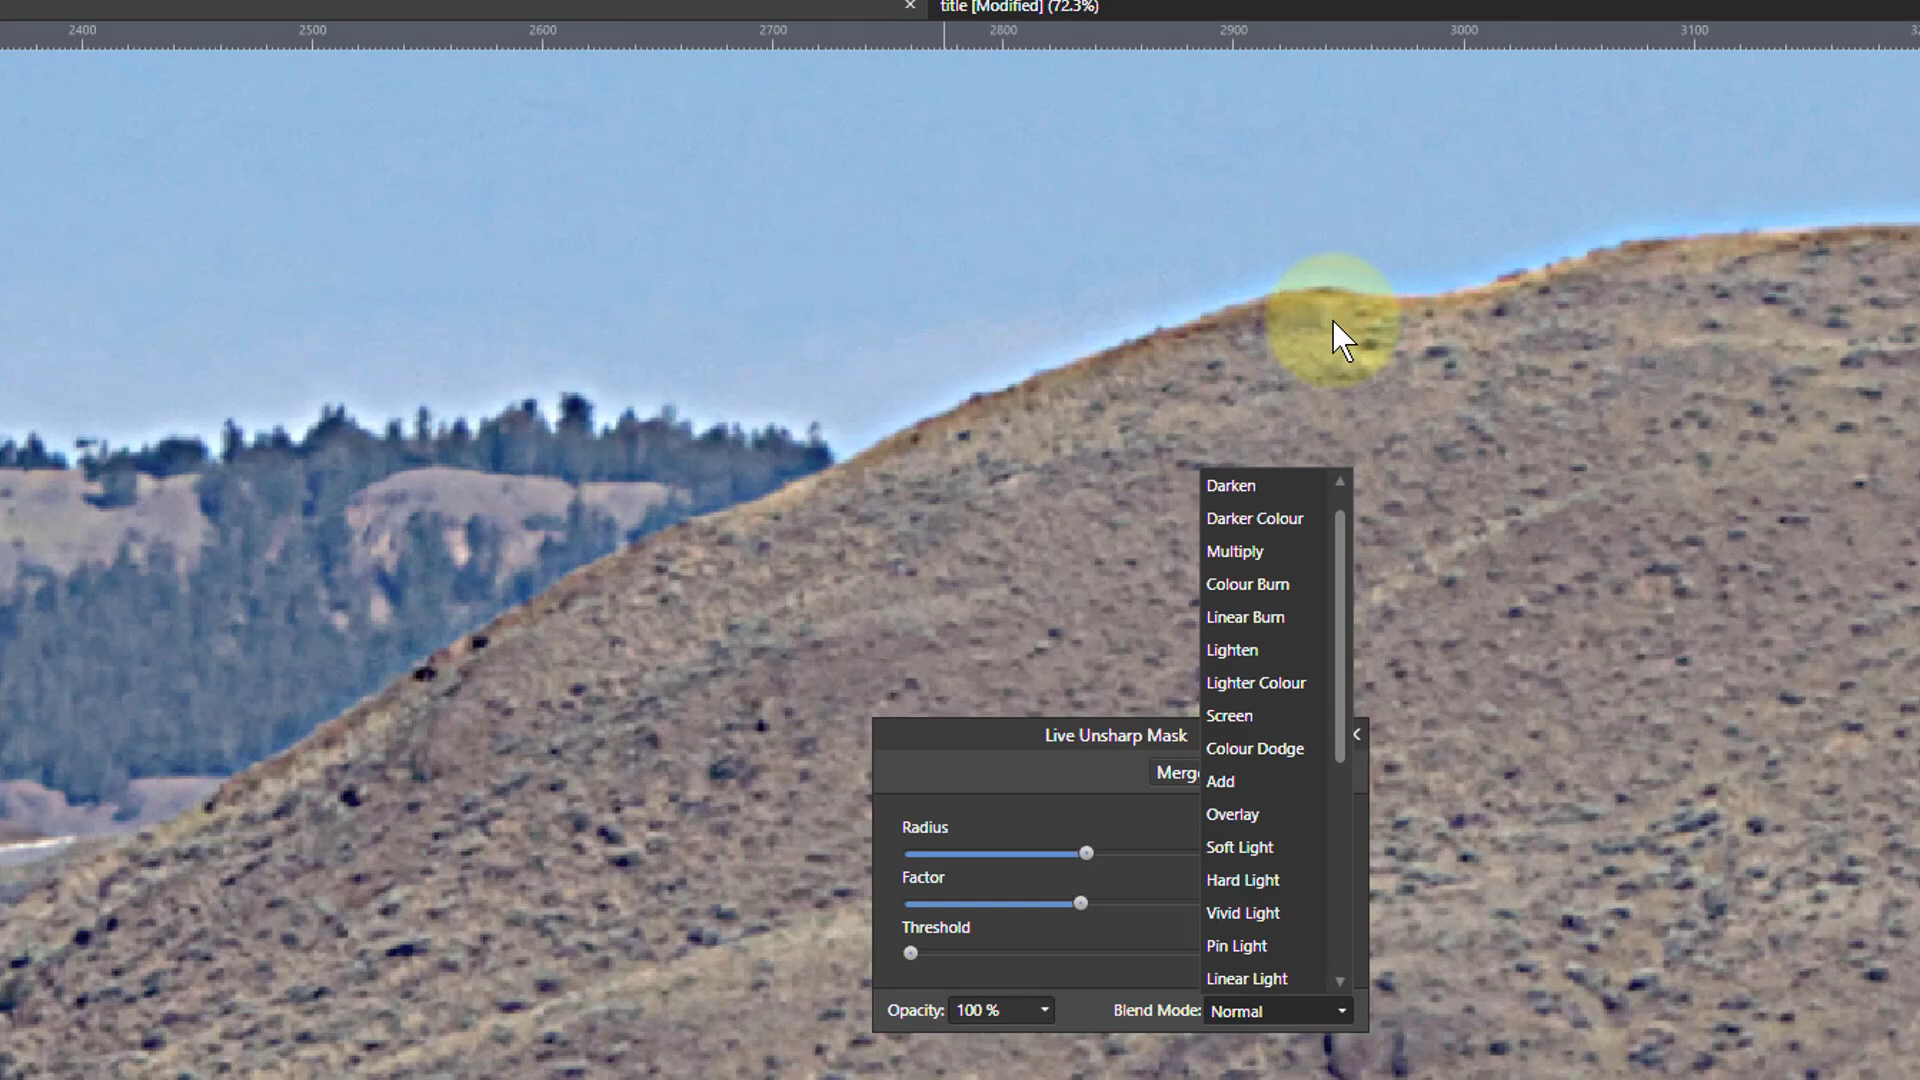 × title [Modified] (72.3%)
2400 2500 2600 2700 2800 2900 3000 3100
Darken
Darker Colour
Multiply
Colour Burn
Linear Burn
Lighten
Lighter Colour
Screen
Colour Dodge
Add
Overlay
Soft Light
Hard Light
Vivid Light
Pin Light
Linear Light
Live Unsharp Mask
Merg
Radius
Factor
Threshold
Opacity: 100 % Blend Mode: Normal